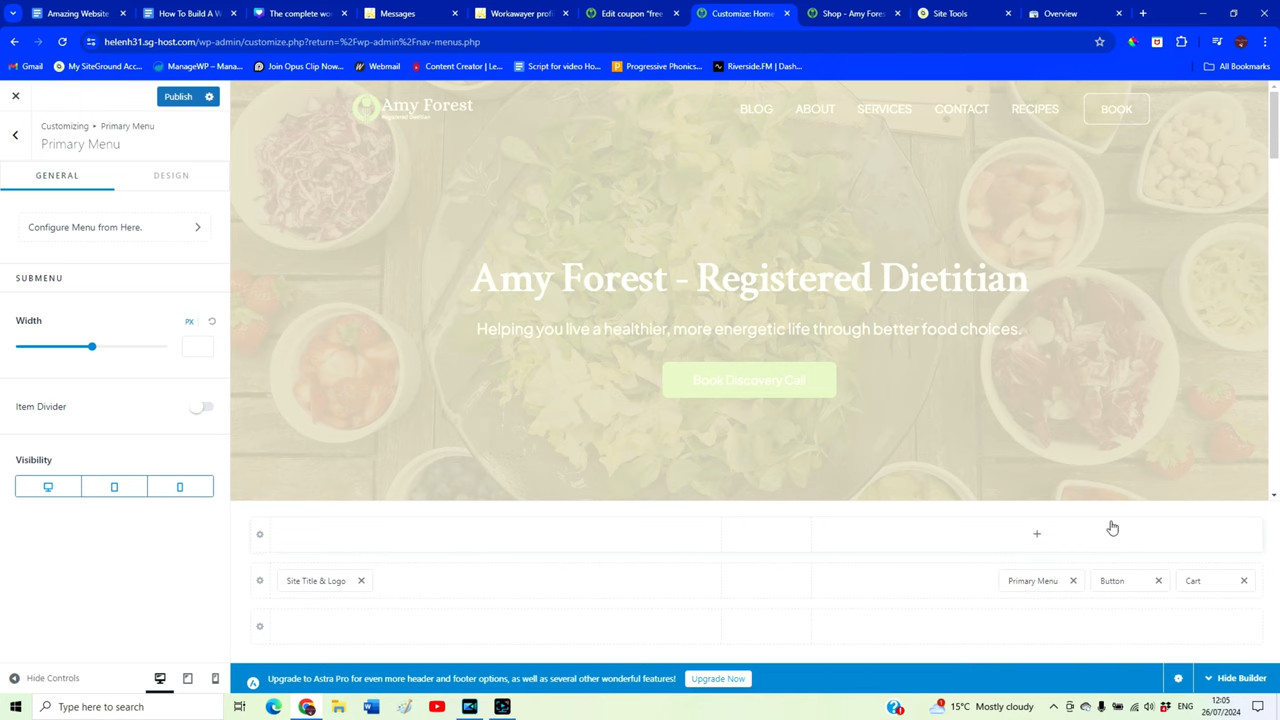 Amazing Website
How To Build A W
The complete wo
Messages
Workawayer prof
Edit coupon "free
Customize: Home
Shop - Amy Fores
Site Tools
Overview
helenh31.sg-host.com/wp-admin/customize.php?return=%2Fwp-admin%2Fnav-menus.php
Gmail
My SiteGround Acc...
ManageWP – Mana...
Join Opus Clip Now...
Webmail
Content Creator | Le...
Script for video Ho...
Progressive Phonics...
Riverside.FM | Dash...
All Bookmarks
Publish
Customizing • Primary Menu
Primary Menu
GENERAL
DESIGN
Configure Menu from Here.
SUBMENU
Width
PX
Item Divider
Visibility
Hide Controls
Amy Forest
Registered Dietitian
BLOG
ABOUT
SERVICES
CONTACT
RECIPES
BOOK
Amy Forest - Registered Dietitian
Helping you live a healthier, more energetic life through better food choices.
Book Discovery Call
Site Title & Logo
Primary Menu
Button
Cart
Upgrade to Astra Pro for even more header and footer options, as well as several other wonderful features!
Upgrade Now
Hide Builder
Type here to search
15°C Mostly cloudy
ENG
12:05
26/07/2024